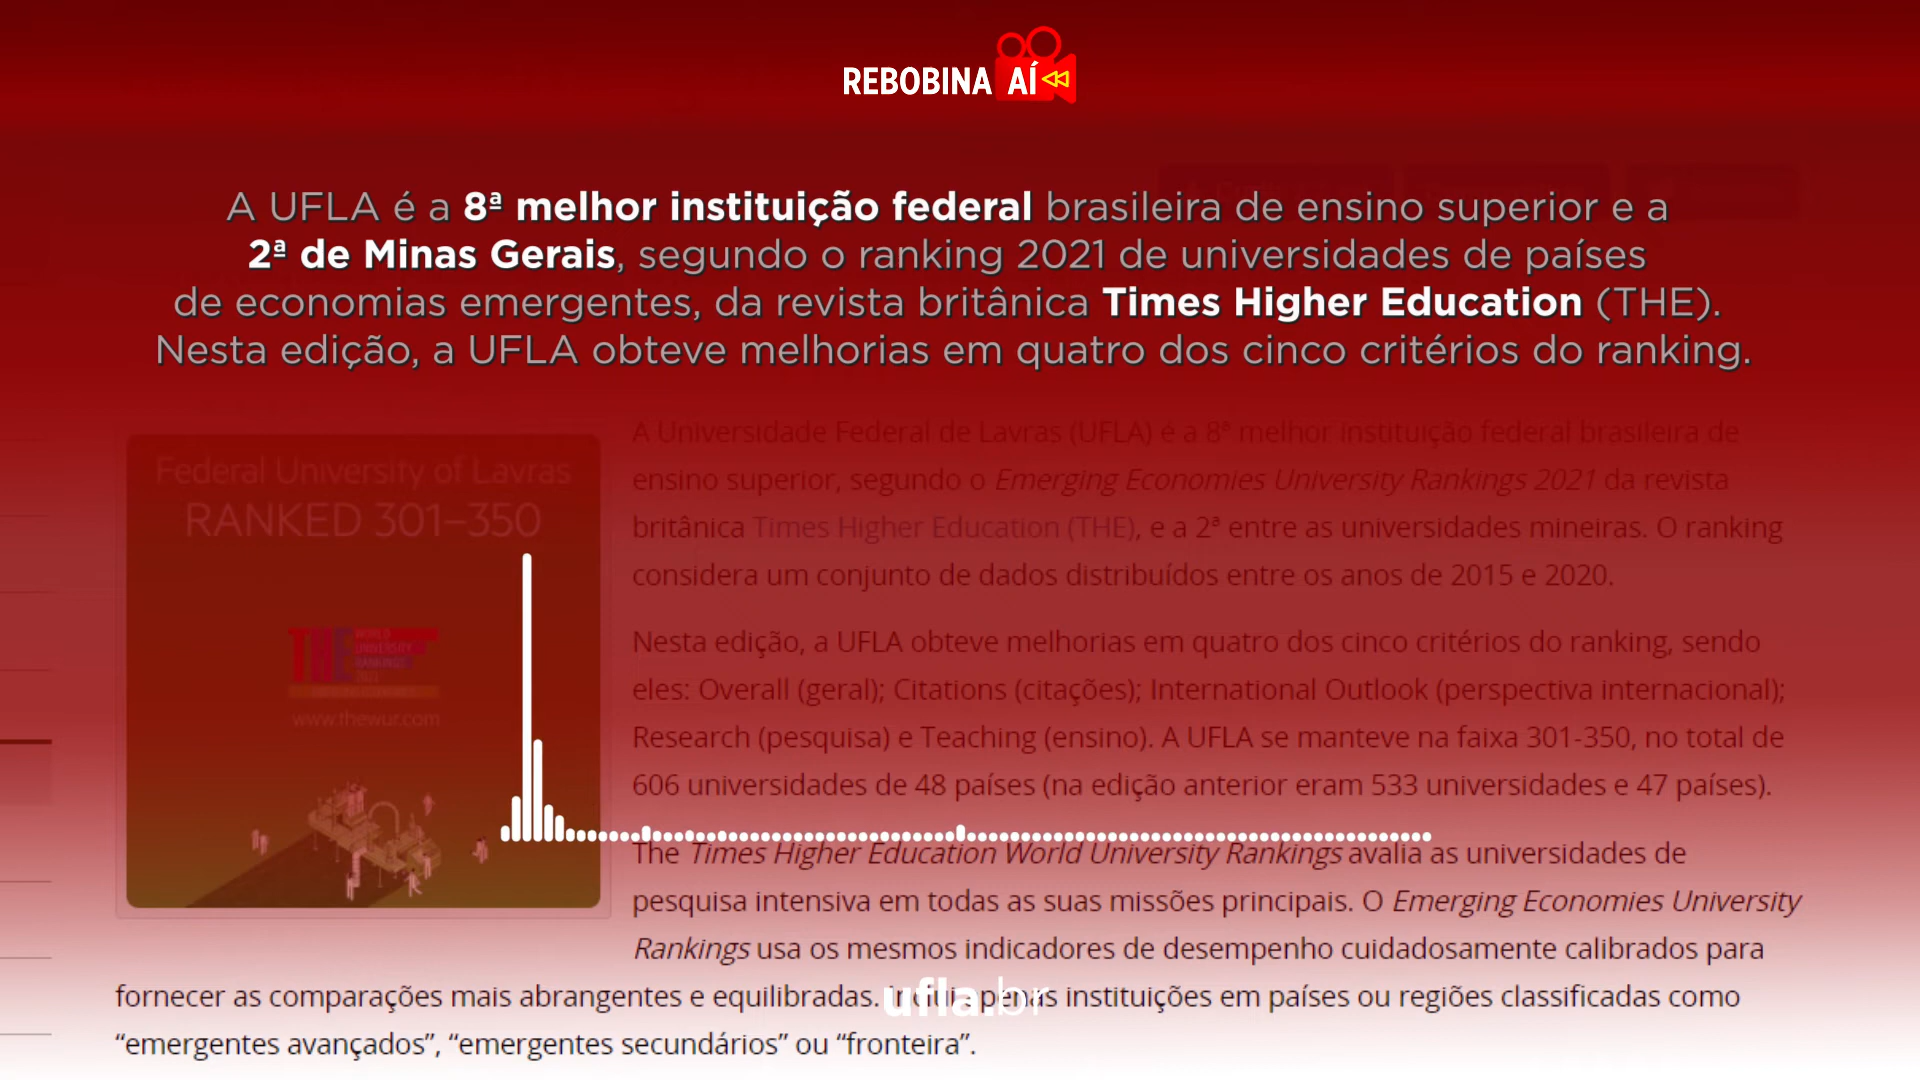 REBOBINA AÍ
A UFLA é a 8ª melhor instituição federal brasileira de ensino superior e a
2ª de Minas Gerais, segundo o ranking 2021 de universidades de países
de economias emergentes, da revista britânica Times Higher Education (THE).
Nesta edição, a UFLA obteve melhorias em quatro dos cinco critérios do ranking.
Federal University of Lavras
RANKED 301–350
THE WORLD
UNIVERSITY
RANKINGS
2021
www.thewur.com
A Universidade Federal de Lavras (UFLA) é a 8ª melhor instituição federal brasileira de
ensino superior, segundo o Emerging Economies University Rankings 2021 da revista
britânica Times Higher Education (THE), e a 2ª entre as universidades mineiras. O ranking
considera um conjunto de dados distribuídos entre os anos de 2015 e 2020.
Nesta edição, a UFLA obteve melhorias em quatro dos cinco critérios do ranking, sendo
eles: Overall (geral); Citations (citações); International Outlook (perspectiva internacional);
Research (pesquisa) e Teaching (ensino). A UFLA se manteve na faixa 301-350, no total de
606 universidades de 48 países (na edição anterior eram 533 universidades e 47 países).
The Times Higher Education World University Rankings avalia as universidades de
pesquisa intensiva em todas as suas missões principais. O Emerging Economies University
Rankings usa os mesmos indicadores de desempenho cuidadosamente calibrados para
fornecer as comparações mais abrangentes e equilibradas. Inclui apenas instituições em países ou regiões classificadas como
“emergentes avançados”, “emergentes secundários” ou “fronteira”.
ufla.br